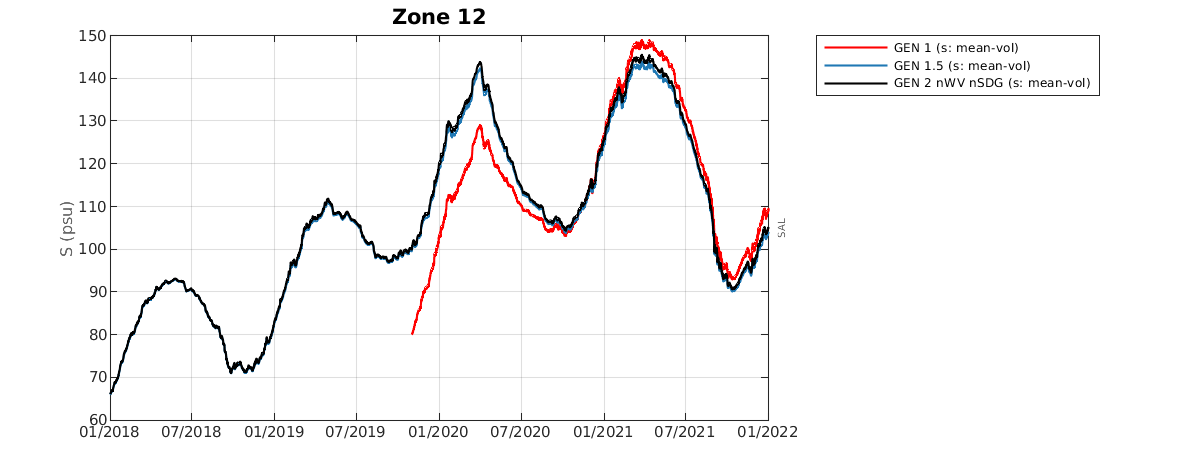 Zone 12
150
140
130
120
110
100
90
80
70
60
S (psu)
01/2018 07/2018 01/2019 07/2019 01/2020 07/2020 01/2021 07/2021 01/2022
SAL
GEN 1 (s: mean-vol)
GEN 1.5 (s: mean-vol)
GEN 2 nWV nSDG (s: mean-vol)